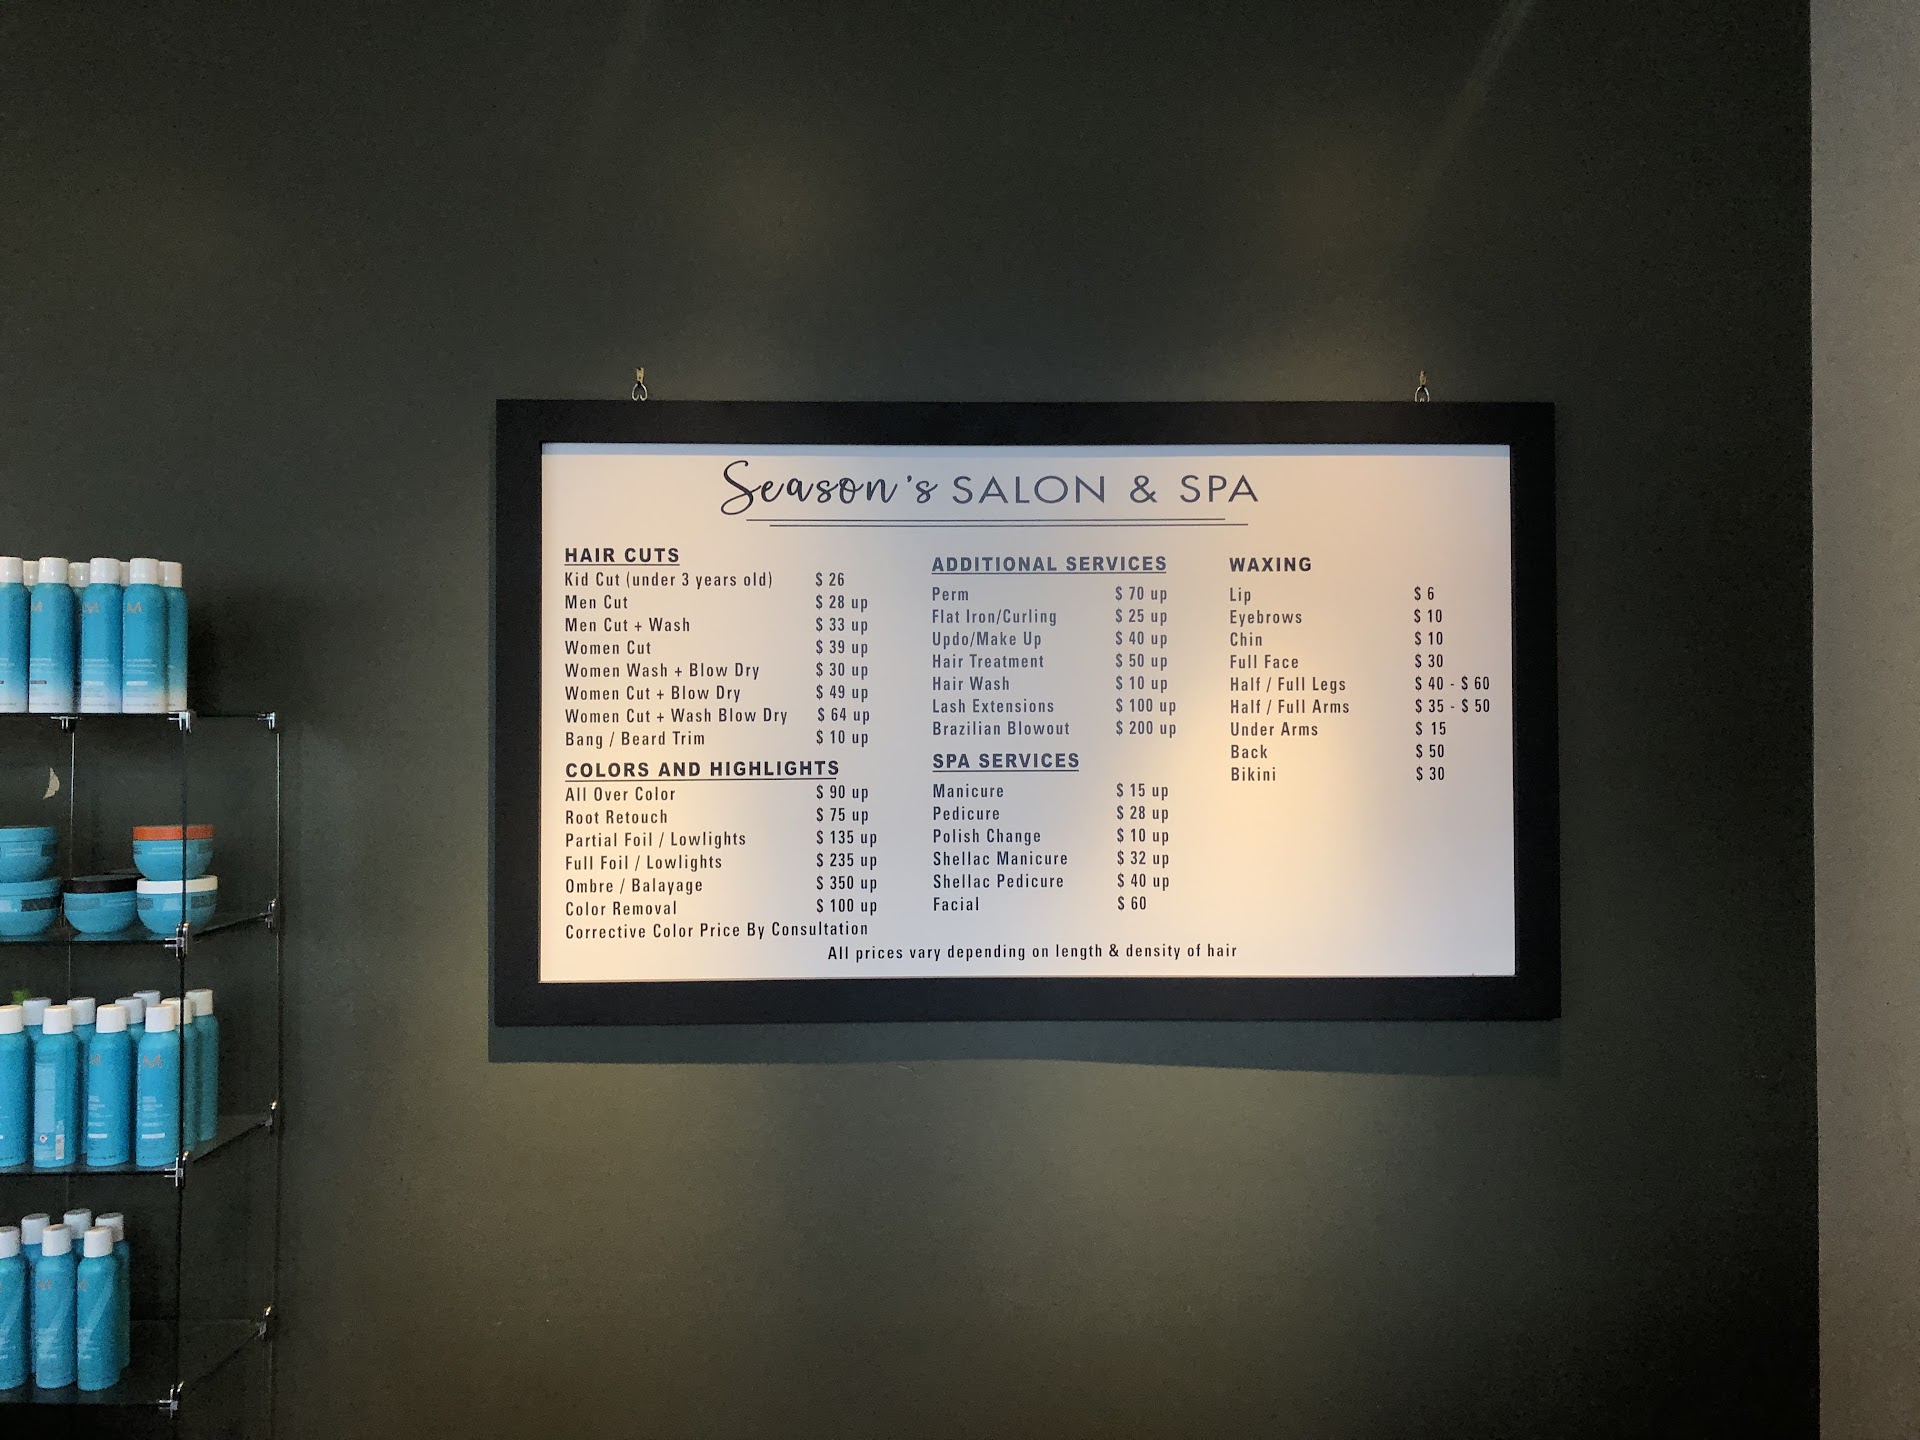 Season's SALON & SPA
HAIR CUTS
Kid Cut (under 3 years old) $ 26
Men Cut $ 28 up
Men Cut + Wash $ 33 up
Women Cut $ 39 up
Women Wash + Blow Dry $ 30 up
Women Cut + Blow Dry $ 49 up
Women Cut + Wash Blow Dry $ 64 up
Bang / Beard Trim $ 10 up
COLORS AND HIGHLIGHTS
All Over Color $ 90 up
Root Retouch $ 75 up
Partial Foil / Lowlights $ 135 up
Full Foil / Lowlights $ 235 up
Ombre / Balayage $ 350 up
Color Removal $ 100 up
Corrective Color Price By Consultation
ADDITIONAL SERVICES
Perm $ 70 up
Flat Iron/Curling $ 25 up
Updo/Make Up $ 40 up
Hair Treatment $ 50 up
Hair Wash $ 10 up
Lash Extensions $ 100 up
Brazilian Blowout $ 200 up
SPA SERVICES
Manicure $ 15 up
Pedicure $ 28 up
Polish Change $ 10 up
Shellac Manicure $ 32 up
Shellac Pedicure $ 40 up
Facial $ 60
WAXING
Lip $ 6
Eyebrows $ 10
Chin $ 10
Full Face $ 30
Half / Full Legs $ 40 - $ 60
Half / Full Arms $ 35 - $ 50
Under Arms $ 15
Back $ 50
Bikini $ 30
All prices vary depending on length & density of hair